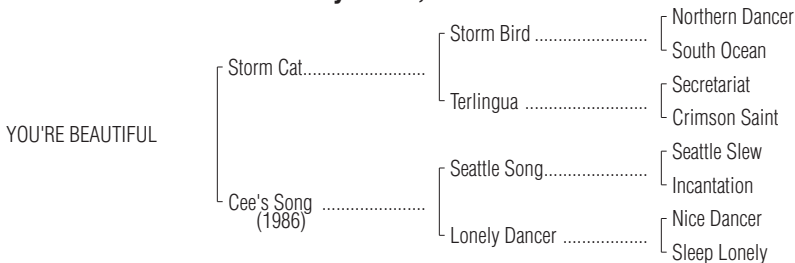 Northern Dancer
Storm Bird
South Ocean
Storm Cat
Secretariat
Terlingua
Crimson Saint
YOU'RE BEAUTIFUL
Seattle Slew
Seattle Song
Incantation
Cee's Song
(1986)
Nice Dancer
Lonely Dancer
Sleep Lonely